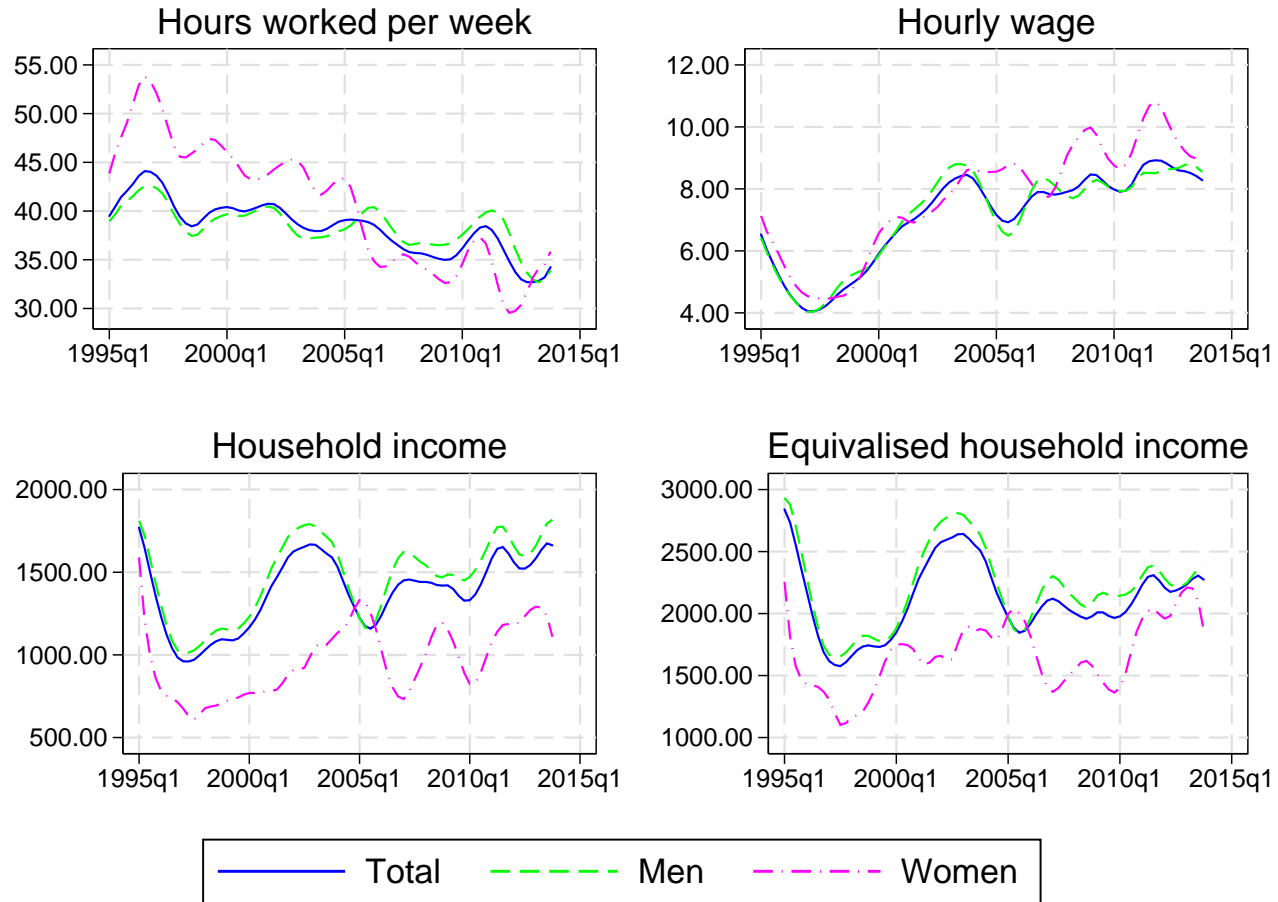 Hours worked per week
55.00
50.00
45.00
40.00
35.00
30.00
1995q1 2000q1 2005q1 2010q1 2015q1
Hourly wage
12.00
10.00
8.00
6.00
4.00
1995q1 2000q1 2005q1 2010q1 2015q1
Household income
2000.00
1500.00
1000.00
500.00
1995q1 2000q1 2005q1 2010q1 2015q1
Equivalised household income
3000.00
2500.00
2000.00
1500.00
1000.00
1995q1 2000q1 2005q1 2010q1 2015q1
Total Men Women